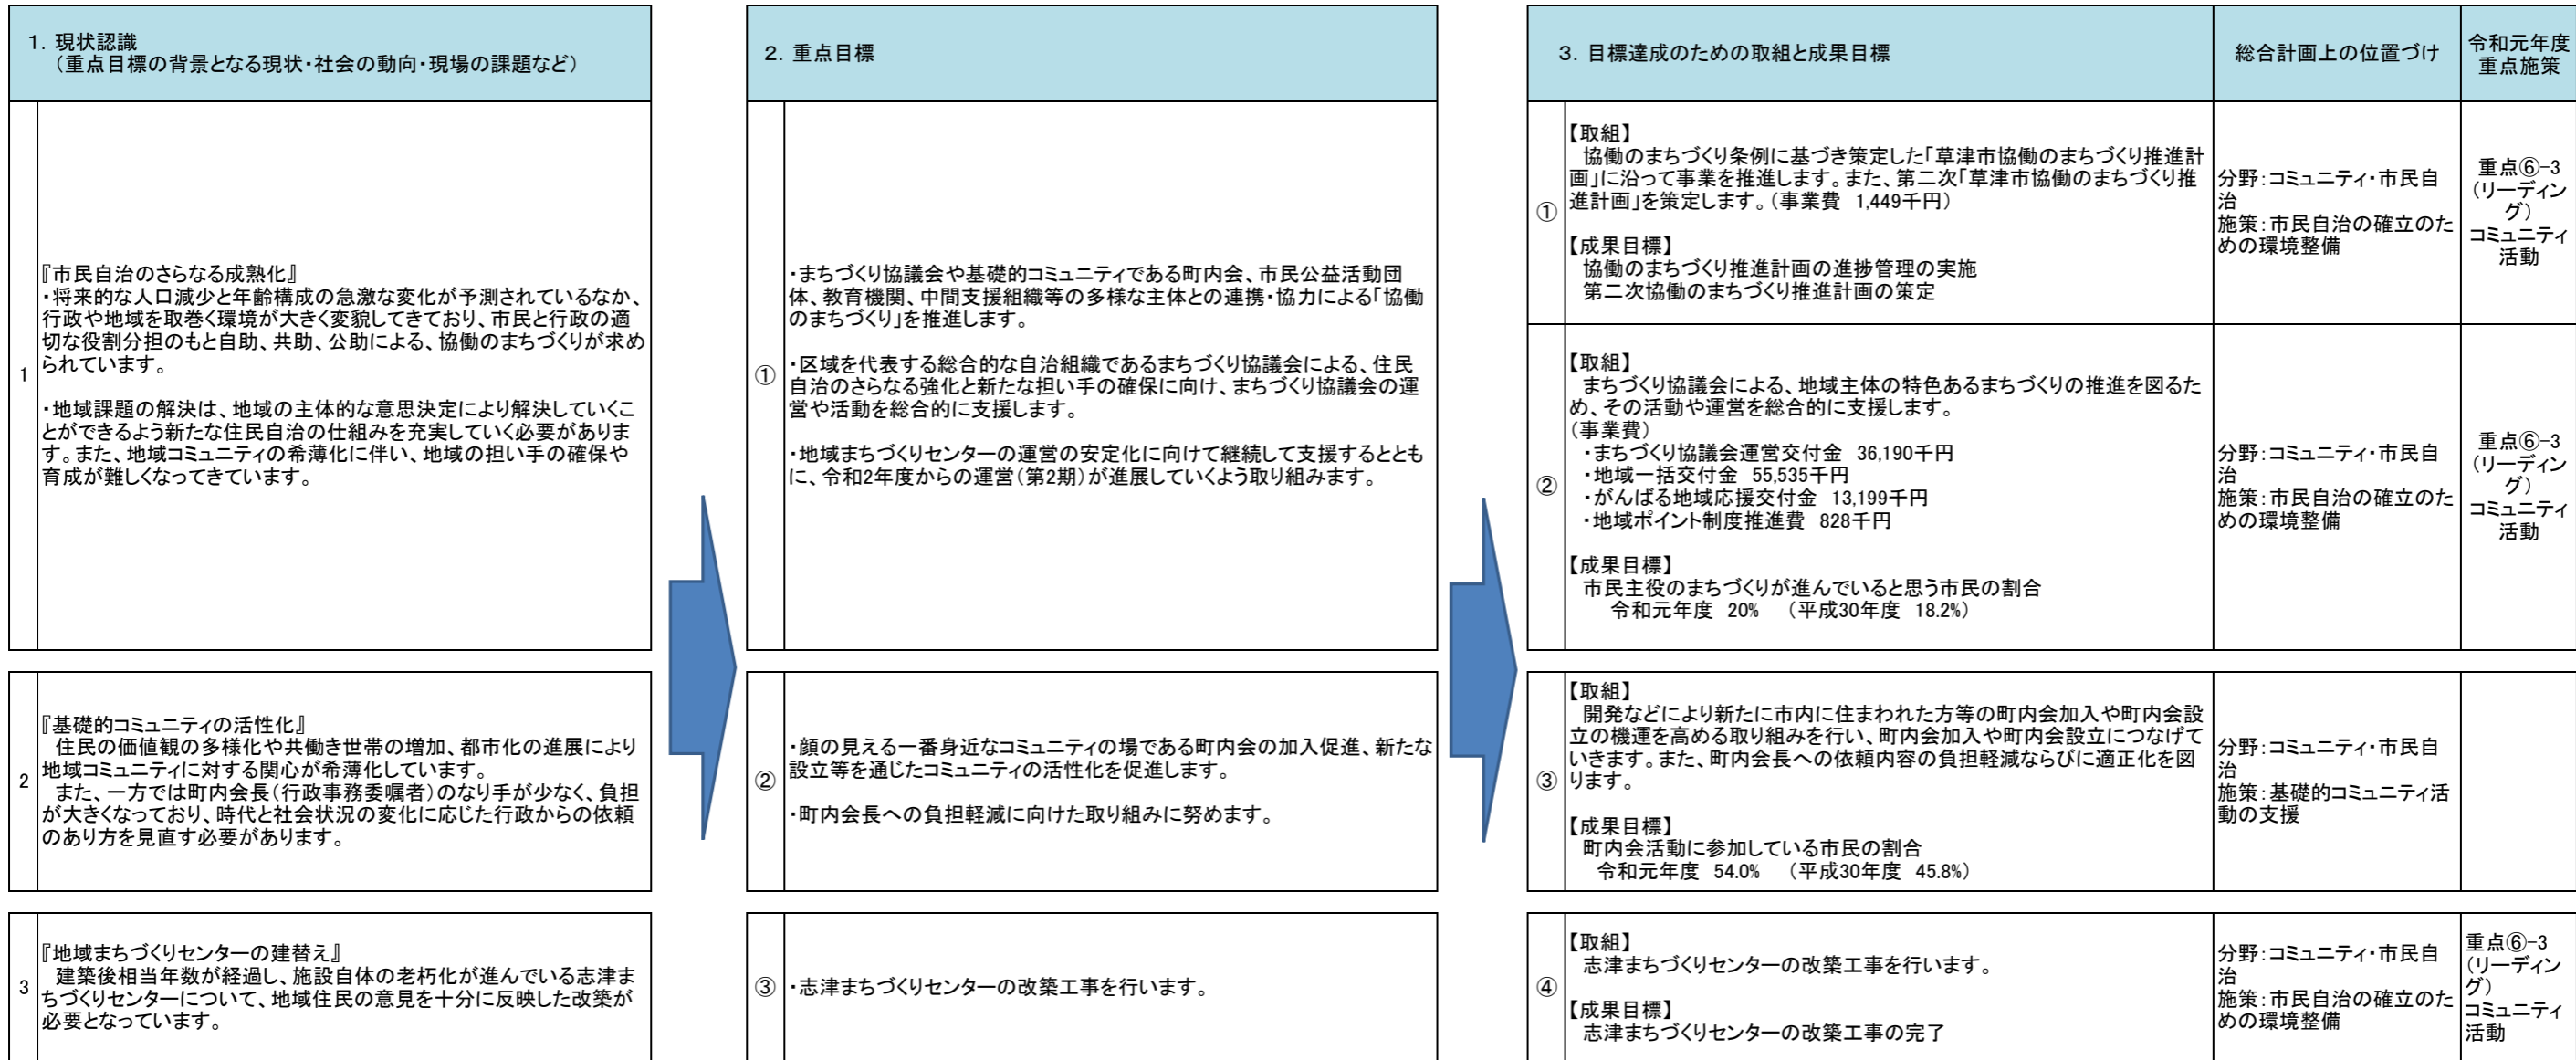 1．現状認識
（重点目標の背景となる現状・社会の動向・現場の課題など）
2．重点目標
3．目標達成のための取組と成果目標
総合計画上の位置づけ
令和元年度
重点施策
1
『市民自治のさらなる成熟化』
・将来的な人口減少と年齢構成の急激な変化が予測されているなか、
行政や地域を取巻く環境が大きく変貌してきており、市民と行政の適
切な役割分担のもと自助、共助、公助による、協働のまちづくりが求め
られています。
・地域課題の解決は、地域の主体的な意思決定により解決していくこ
とができるよう新たな住民自治の仕組みを充実していく必要がありま
す。また、地域コミュニティの希薄化に伴い、地域の担い手の確保や
育成が難しくなってきています。
①
・まちづくり協議会や基礎的コミュニティである町内会、市民公益活動団
体、教育機関、中間支援組織等の多様な主体との連携・協力による「協働
のまちづくり」を推進します。
・区域を代表する総合的な自治組織であるまちづくり協議会による、住民
自治のさらなる強化と新たな担い手の確保に向け、まちづくり協議会の運
営や活動を総合的に支援します。
・地域まちづくりセンターの運営の安定化に向けて継続して支援するととも
に、令和2年度からの運営（第2期）が進展していくよう取り組みます。
①
【取組】
協働のまちづくり条例に基づき策定した「草津市協働のまちづくり推進計
画」に沿って事業を推進します。また、第二次「草津市協働のまちづくり推
進計画」を策定します。（事業費　1,449千円）
【成果目標】
協働のまちづくり推進計画の進捗管理の実施
第二次協働のまちづくり推進計画の策定
分野：コミュニティ・市民自
治
施策：市民自治の確立のた
めの環境整備
重点⑥-3
（リーディン
グ）
コミュニティ
活動
②
【取組】
まちづくり協議会による、地域主体の特色あるまちづくりの推進を図るた
め、その活動や運営を総合的に支援します。
（事業費）
・まちづくり協議会運営交付金　36,190千円
・地域一括交付金　55,535千円
・がんばる地域応援交付金　13,199千円
・地域ポイント制度推進費　828千円
【成果目標】
市民主役のまちづくりが進んでいると思う市民の割合
令和元年度　20%　（平成30年度　18.2%）
分野：コミュニティ・市民自
治
施策：市民自治の確立のた
めの環境整備
重点⑥-3
（リーディン
グ）
コミュニティ
活動
2
『基礎的コミュニティの活性化』
住民の価値観の多様化や共働き世帯の増加、都市化の進展により
地域コミュニティに対する関心が希薄化しています。
また、一方では町内会長（行政事務委嘱者）のなり手が少なく、負担
が大きくなっており、時代と社会状況の変化に応じた行政からの依頼
のあり方を見直す必要があります。
②
・顔の見える一番身近なコミュニティの場である町内会の加入促進、新たな
設立等を通じたコミュニティの活性化を促進します。
・町内会長への負担軽減に向けた取り組みに努めます。
③
【取組】
開発などにより新たに市内に住まわれた方等の町内会加入や町内会設
立の機運を高める取り組みを行い、町内会加入や町内会設立につなげて
いきます。また、町内会長への依頼内容の負担軽減ならびに適正化を図
ります。
【成果目標】
町内会活動に参加している市民の割合
令和元年度　54.0%　（平成30年度　45.8%）
分野：コミュニティ・市民自
治
施策：基礎的コミュニティ活
動の支援
3
『地域まちづくりセンターの建替え』
建築後相当年数が経過し、施設自体の老朽化が進んでいる志津ま
ちづくりセンターについて、地域住民の意見を十分に反映した改築が
必要となっています。
③
・志津まちづくりセンターの改築工事を行います。
④
【取組】
志津まちづくりセンターの改築工事を行います。
【成果目標】
志津まちづくりセンターの改築工事の完了
分野：コミュニティ・市民自
治
施策：市民自治の確立のた
めの環境整備
重点⑥-3
（リーディン
グ）
コミュニティ
活動